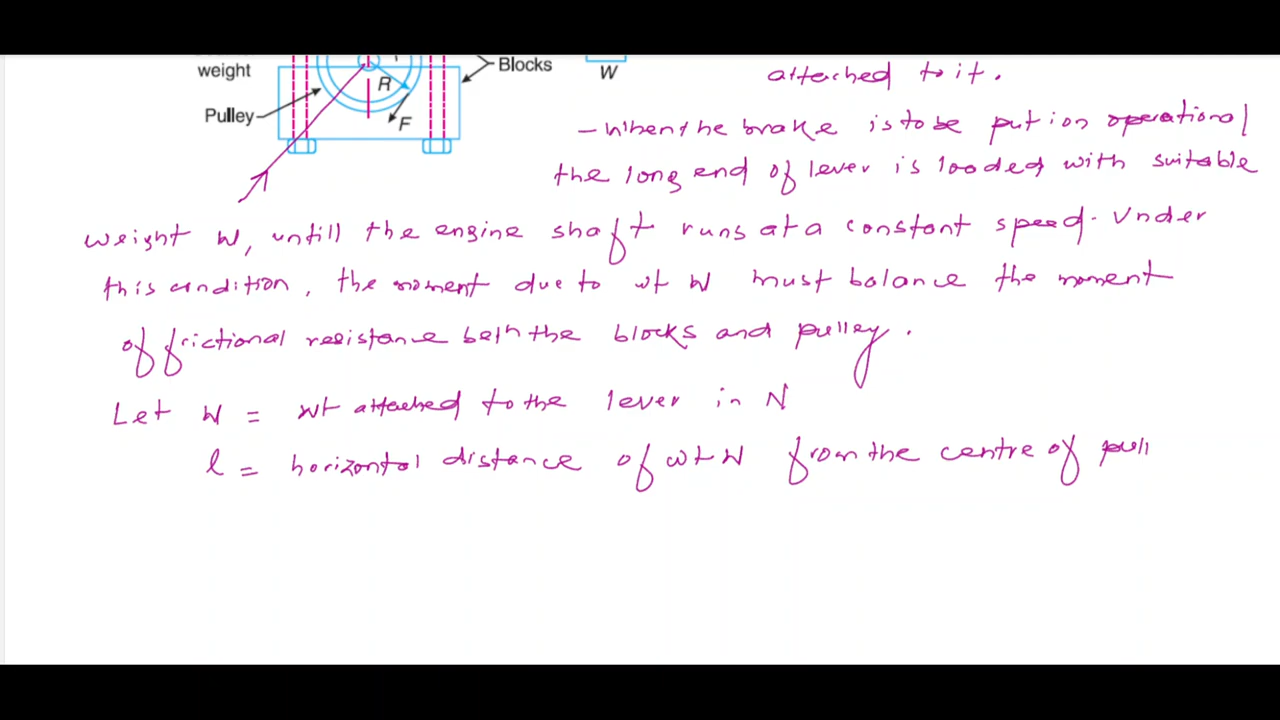 weight
Pulley
R
F
Blocks
W
attached to it.
- When the brake is to be put in operational
the long end of lever is loaded with suitable
weight W, untill the engine shaft runs at a constant speed. Under
this condition, the moment due to wt W must balance the moment
of frictional resistance beth the blocks and pulley.
Let W = wt attached to the lever in N
l = horizontal distance of wt W from the centre of pull